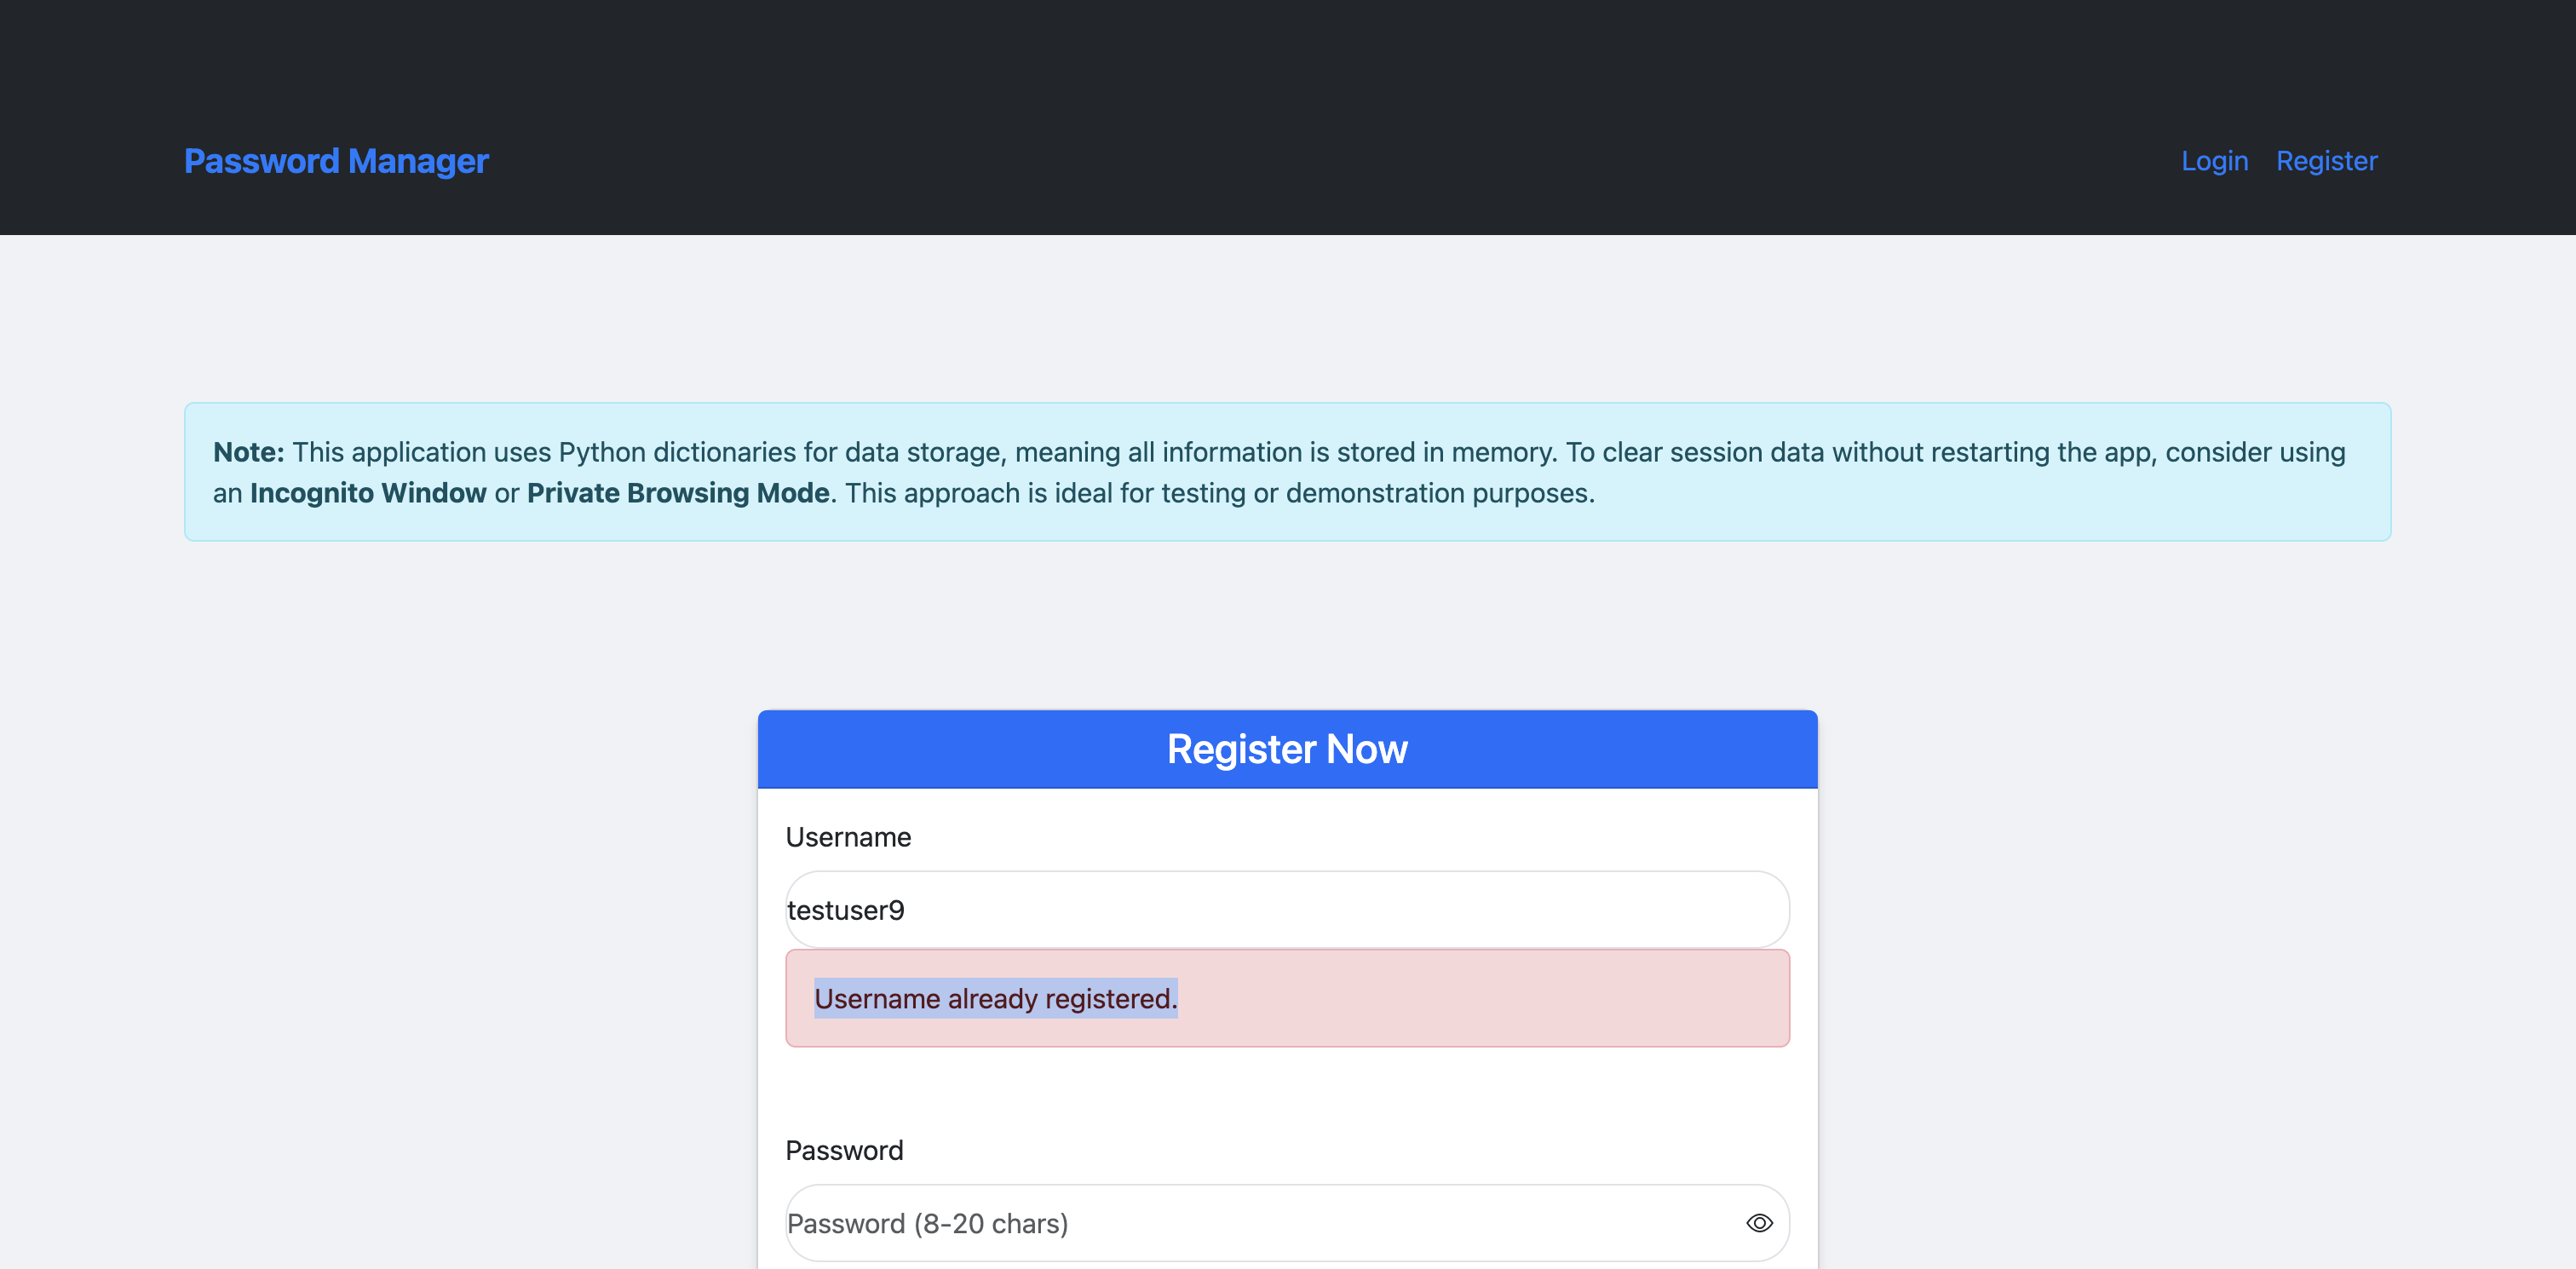 Password Manager
Login Register
Note: This application uses Python dictionaries for data storage, meaning all information is stored in memory. To clear session data without restarting the app, consider using
an Incognito Window or Private Browsing Mode. This approach is ideal for testing or demonstration purposes.
Register Now
Username
testuser9
Username already registered.
Password
Password (8-20 chars)